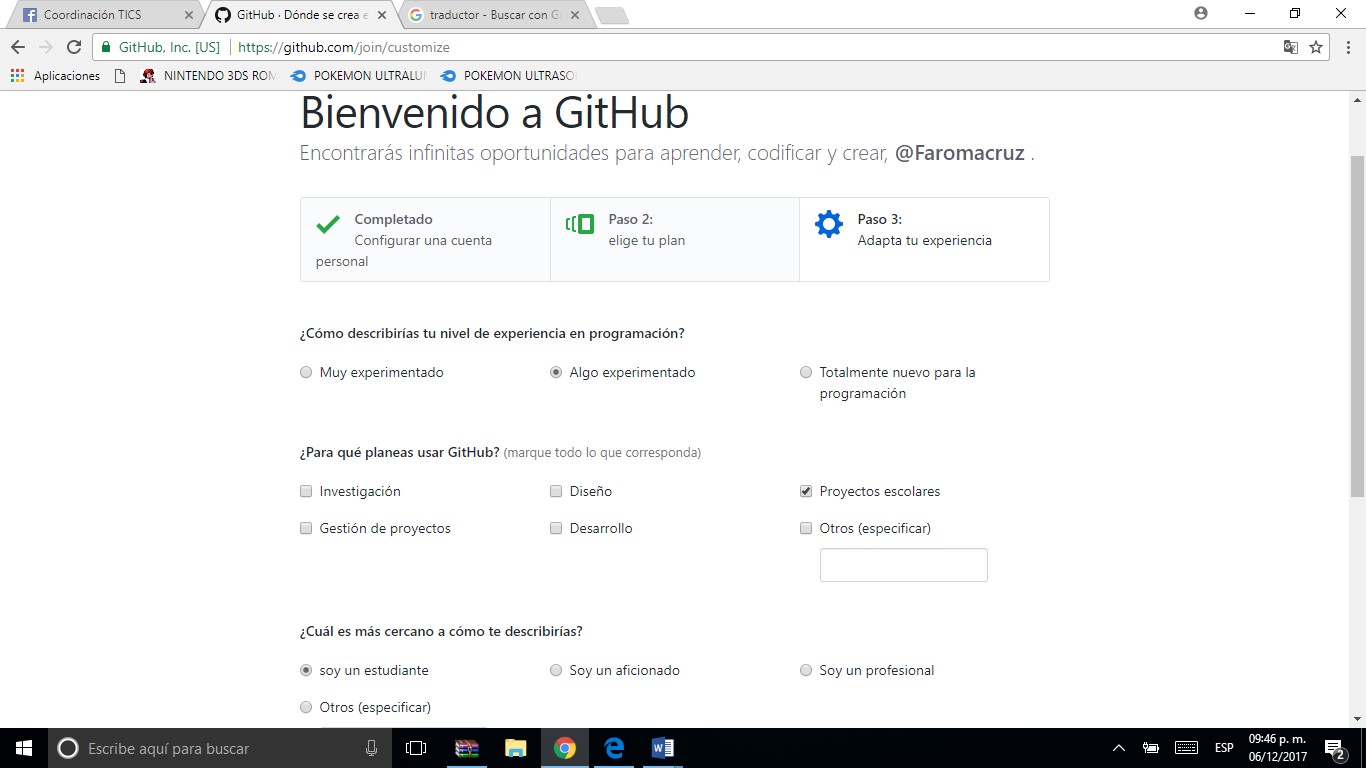 Coordinación TICS
GitHub · Dónde se crea e
traductor - Buscar con G
GitHub, Inc. [US] https://github.com/join/customize
Aplicaciones NINTENDO 3DS ROM POKEMON ULTRALU POKEMON ULTRASO
Bienvenido a GitHub
Encontrarás infinitas oportunidades para aprender, codificar y crear, @Faromacruz .
Completado
Configurar una cuenta
personal
Paso 2:
elige tu plan
Paso 3:
Adapta tu experiencia
¿Cómo describirías tu nivel de experiencia en programación?
Muy experimentado
Algo experimentado
Totalmente nuevo para la
programación
¿Para qué planeas usar GitHub? (marque todo lo que corresponda)
Investigación
Diseño
Proyectos escolares
Gestión de proyectos
Desarrollo
Otros (especificar)
¿Cuál es más cercano a cómo te describirías?
soy un estudiante
Soy un aficionado
Soy un profesional
Otros (especificar)
Escribe aquí para buscar
ESP
09:46 p. m.
06/12/2017
2